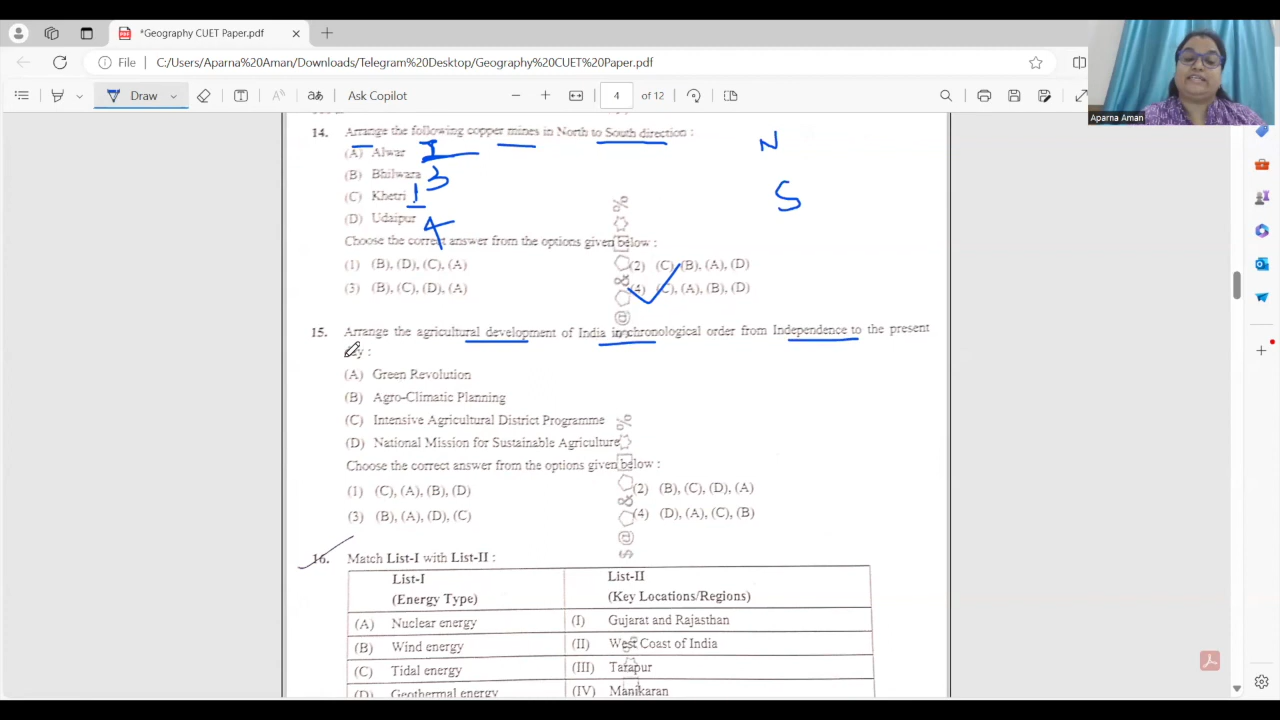 *Geography CUET Paper.pdf
File C:/Users/Aparna%20Aman/Downloads/Telegram%20Desktop/Geography%20CUET%20Paper.pdf
Draw Ask Copilot 4 of 12
Aparna Aman
14. Arrange the following copper mines in North to South direction : N
(A) Alwar
(B) Bhilwara 3 S
(C) Khetri 1
(D) Udaipur 4
Choose the correct answer from the options given below :
(1) (B), (D), (C), (A) (2) (C), (B), (A), (D)
(3) (B), (C), (D), (A) (4) (C), (A), (B), (D)
15. Arrange the agricultural development of India in chronological order from Independence to the present
(A) Green Revolution
(B) Agro-Climatic Planning
(C) Intensive Agricultural District Programme
(D) National Mission for Sustainable Agriculture
Choose the correct answer from the options given below :
(1) (C), (A), (B), (D) (2) (B), (C), (D), (A)
(3) (B), (A), (D), (C) (4) (D), (A), (C), (B)
16. Match List-I with List-II :
List-I List-II
(Energy Type) (Key Locations/Regions)
(A) Nuclear energy (I) Gujarat and Rajasthan
(B) Wind energy (II) West Coast of India
(C) Tidal energy (III) Tarapur
(D) Geothermal energy (IV) Manikaran